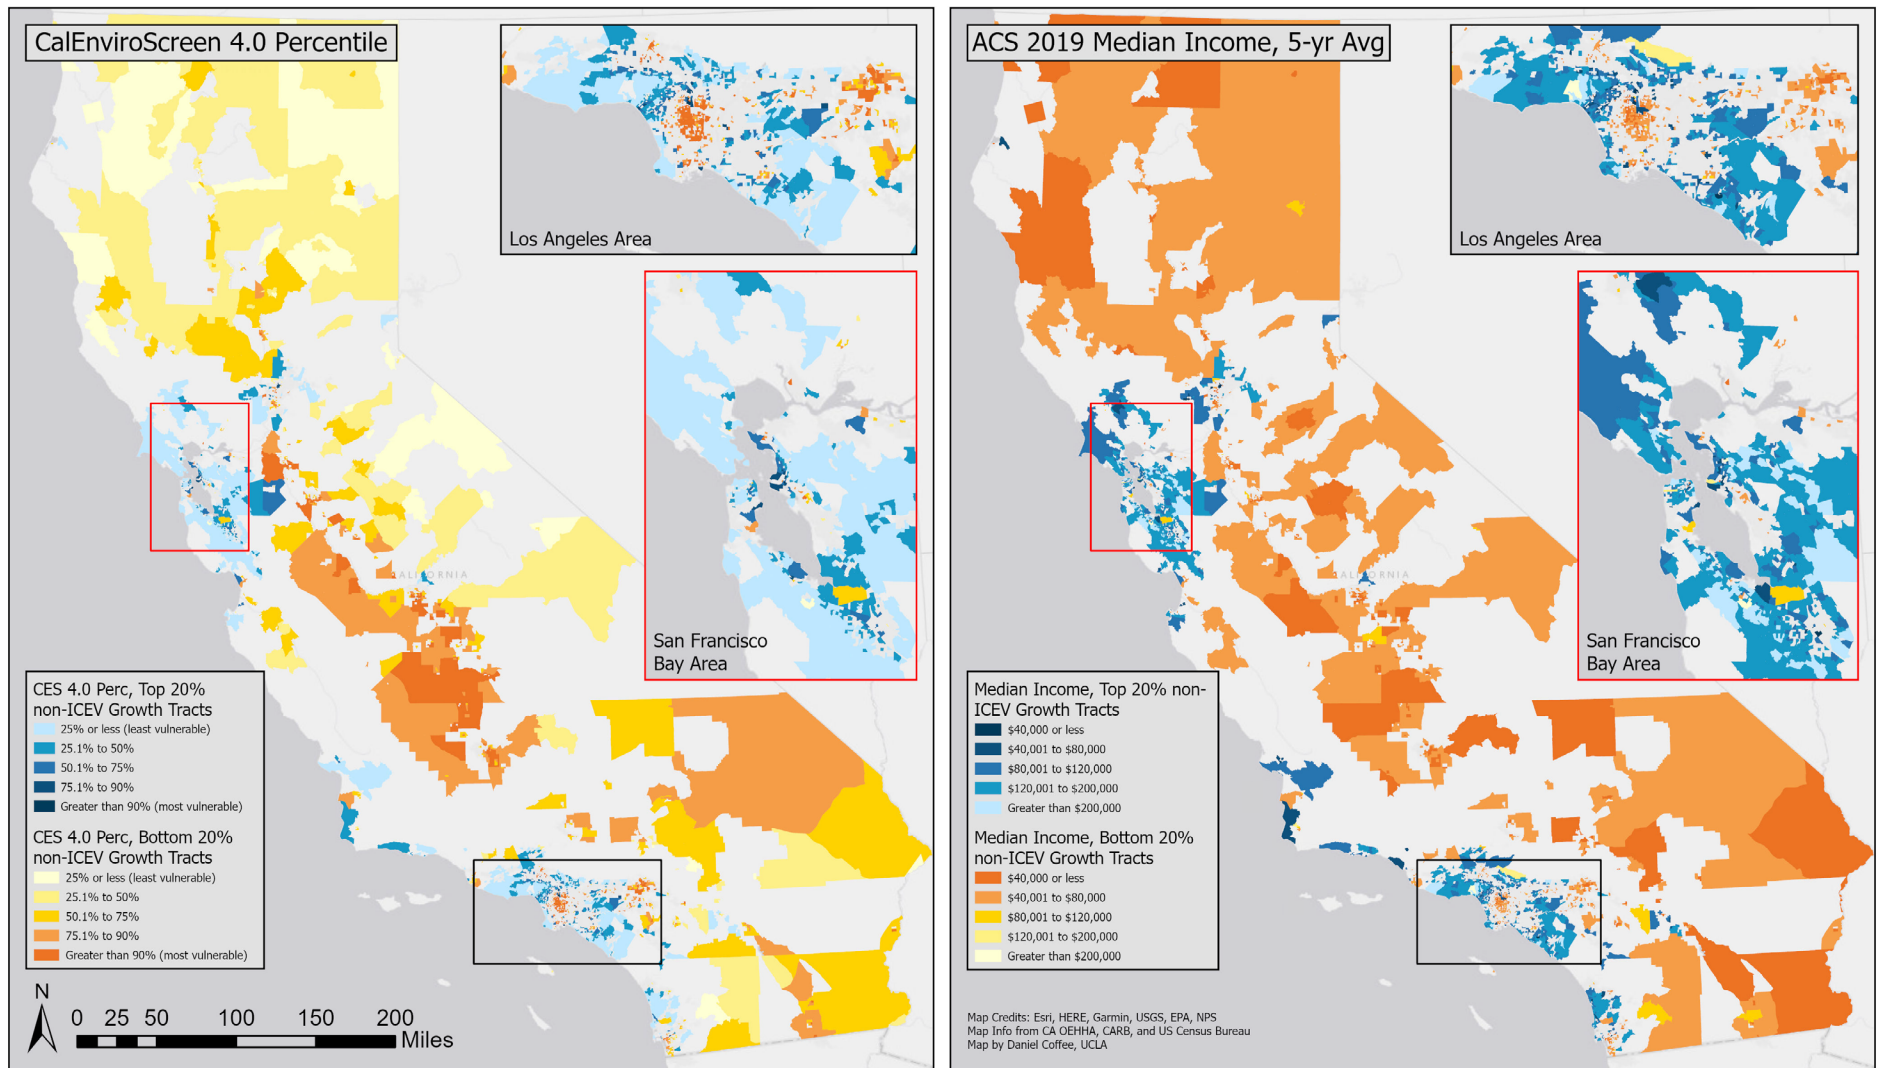 CalEnviroScreen 4.0 Percentile
Los Angeles Area
San Francisco
Bay Area
CALIFORNIA
CES 4.0 Perc, Top 20%
non-ICEV Growth Tracts
25% or less (least vulnerable)
25.1% to 50%
50.1% to 75%
75.1% to 90%
Greater than 90% (most vulnerable)
CES 4.0 Perc, Bottom 20%
non-ICEV Growth Tracts
25% or less (least vulnerable)
25.1% to 50%
50.1% to 75%
75.1% to 90%
Greater than 90% (most vulnerable)
N
0 25 50 100 150 200
Miles
ACS 2019 Median Income, 5-yr Avg
Los Angeles Area
San Francisco
Bay Area
CALIFORNIA
Median Income, Top 20% non-
ICEV Growth Tracts
$40,000 or less
$40,001 to $80,000
$80,001 to $120,000
$120,001 to $200,000
Greater than $200,000
Median Income, Bottom 20%
non-ICEV Growth Tracts
$40,000 or less
$40,001 to $80,000
$80,001 to $120,000
$120,001 to $200,000
Greater than $200,000
Map Credits: Esri, HERE, Garmin, USGS, EPA, NPS
Map Info from CA OEHHA, CARB, and US Census Bureau
Map by Daniel Coffee, UCLA